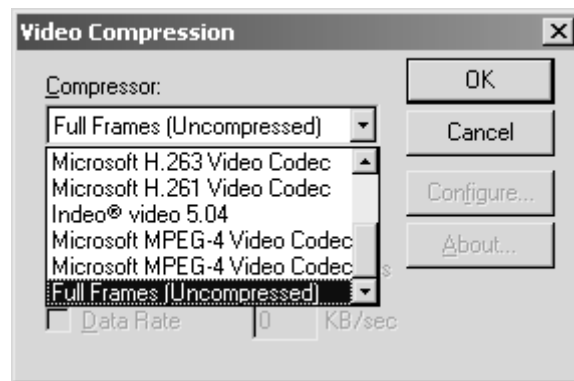 Video Compression
Compressor:
OK
Full Frames (Uncompressed)
Cancel
Microsoft H.263 Video Codec
Microsoft H.261 Video Codec
Configure...
Indeo® video 5.04
Microsoft MPEG-4 Video Codec
About...
Microsoft MPEG-4 Video Codec
s
Full Frames (Uncompressed)
Data Rate 0 KB/sec